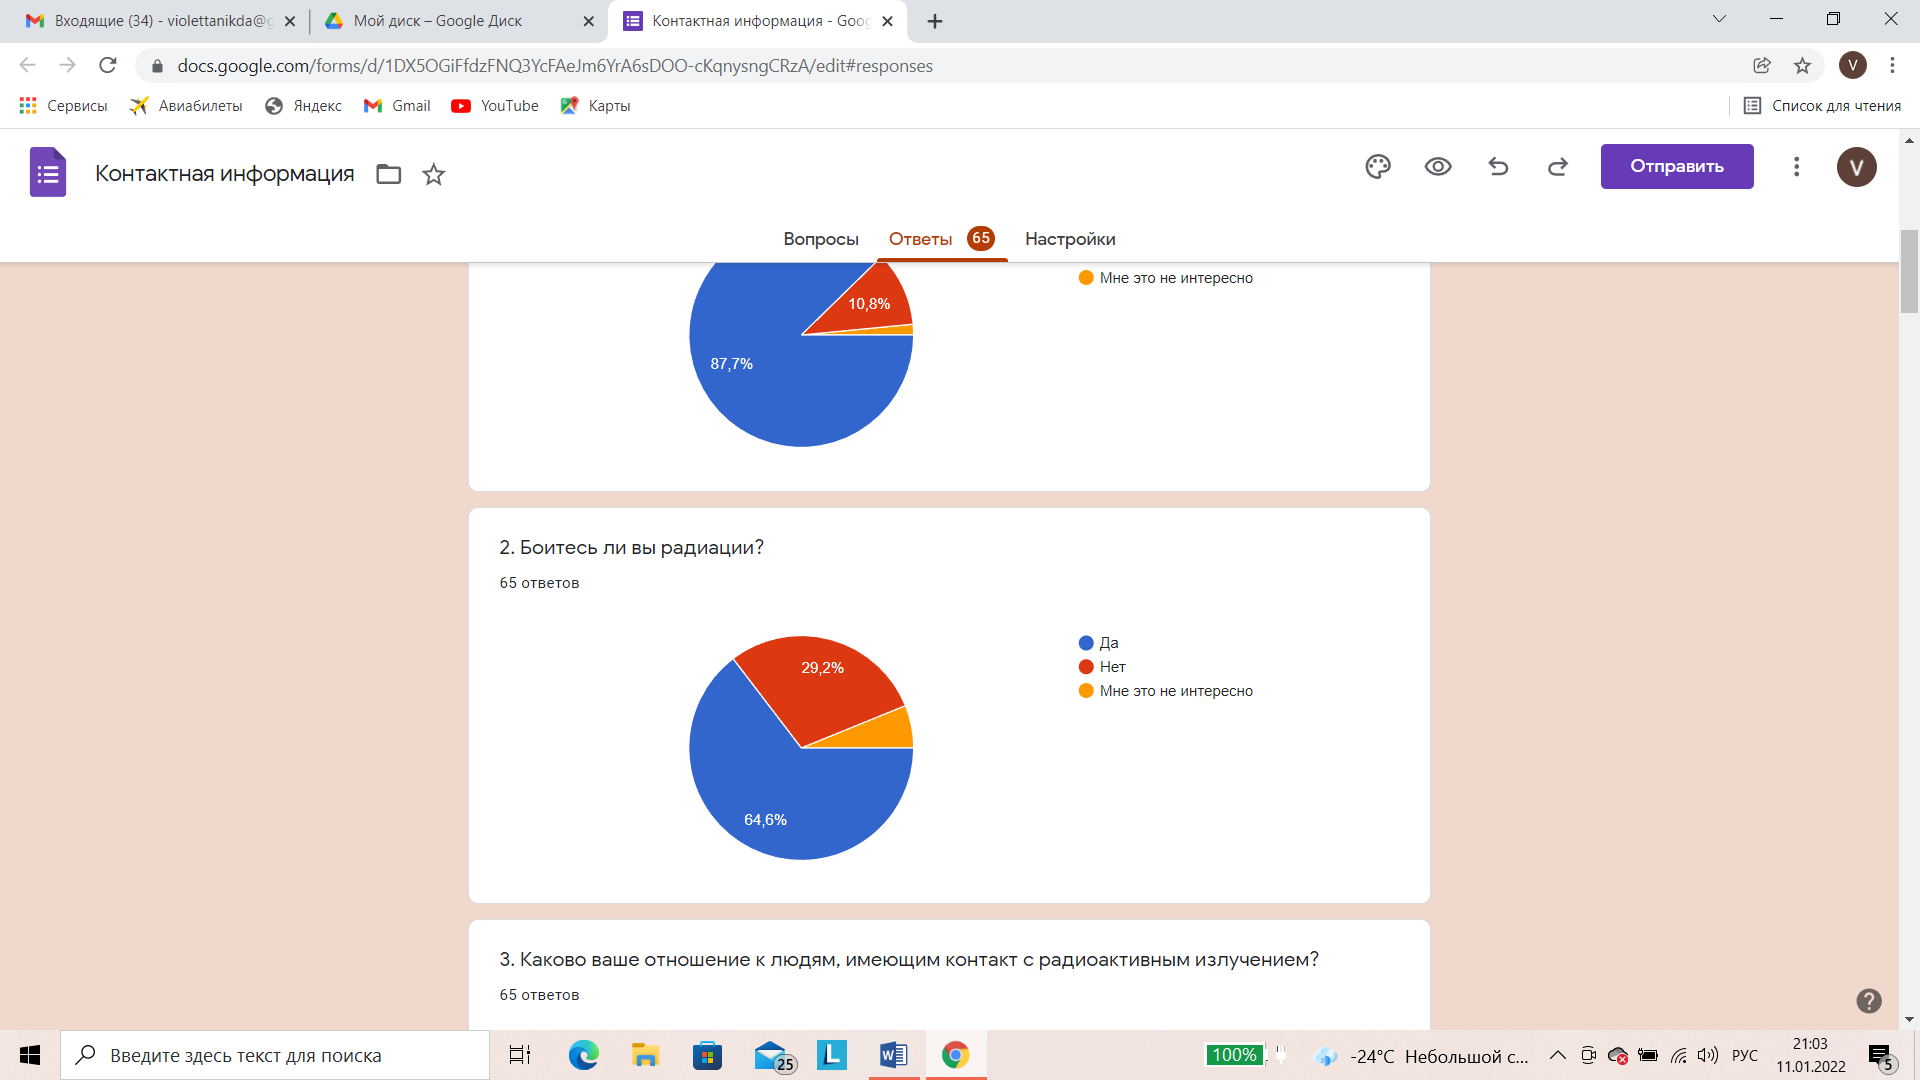 Входящие (34) - violettanikda@g
Мой диск – Google Диск
Контактная информация - Goog
docs.google.com/forms/d/1DX5OGiFfdzFNQ3YcFAeJm6YrA6sDOO-cKqnysngCRzA/edit#responses
V
Сервисы
Авиабилеты
Яндекс
Gmail
YouTube
Карты
Список для чтения
Контактная информация
Отправить
V
Вопросы
Ответы 65
Настройки
Мне это не интересно
10,8%
87,7%
2. Боитесь ли вы радиации?
65 ответов
Да
Нет
Мне это не интересно
29,2%
64,6%
3. Каково ваше отношение к людям, имеющим контакт с радиоактивным излучением?
65 ответов
Введите здесь текст для поиска
25
L
W
100%
-24°C Небольшой с...
РУС
21:03
11.01.2022
5